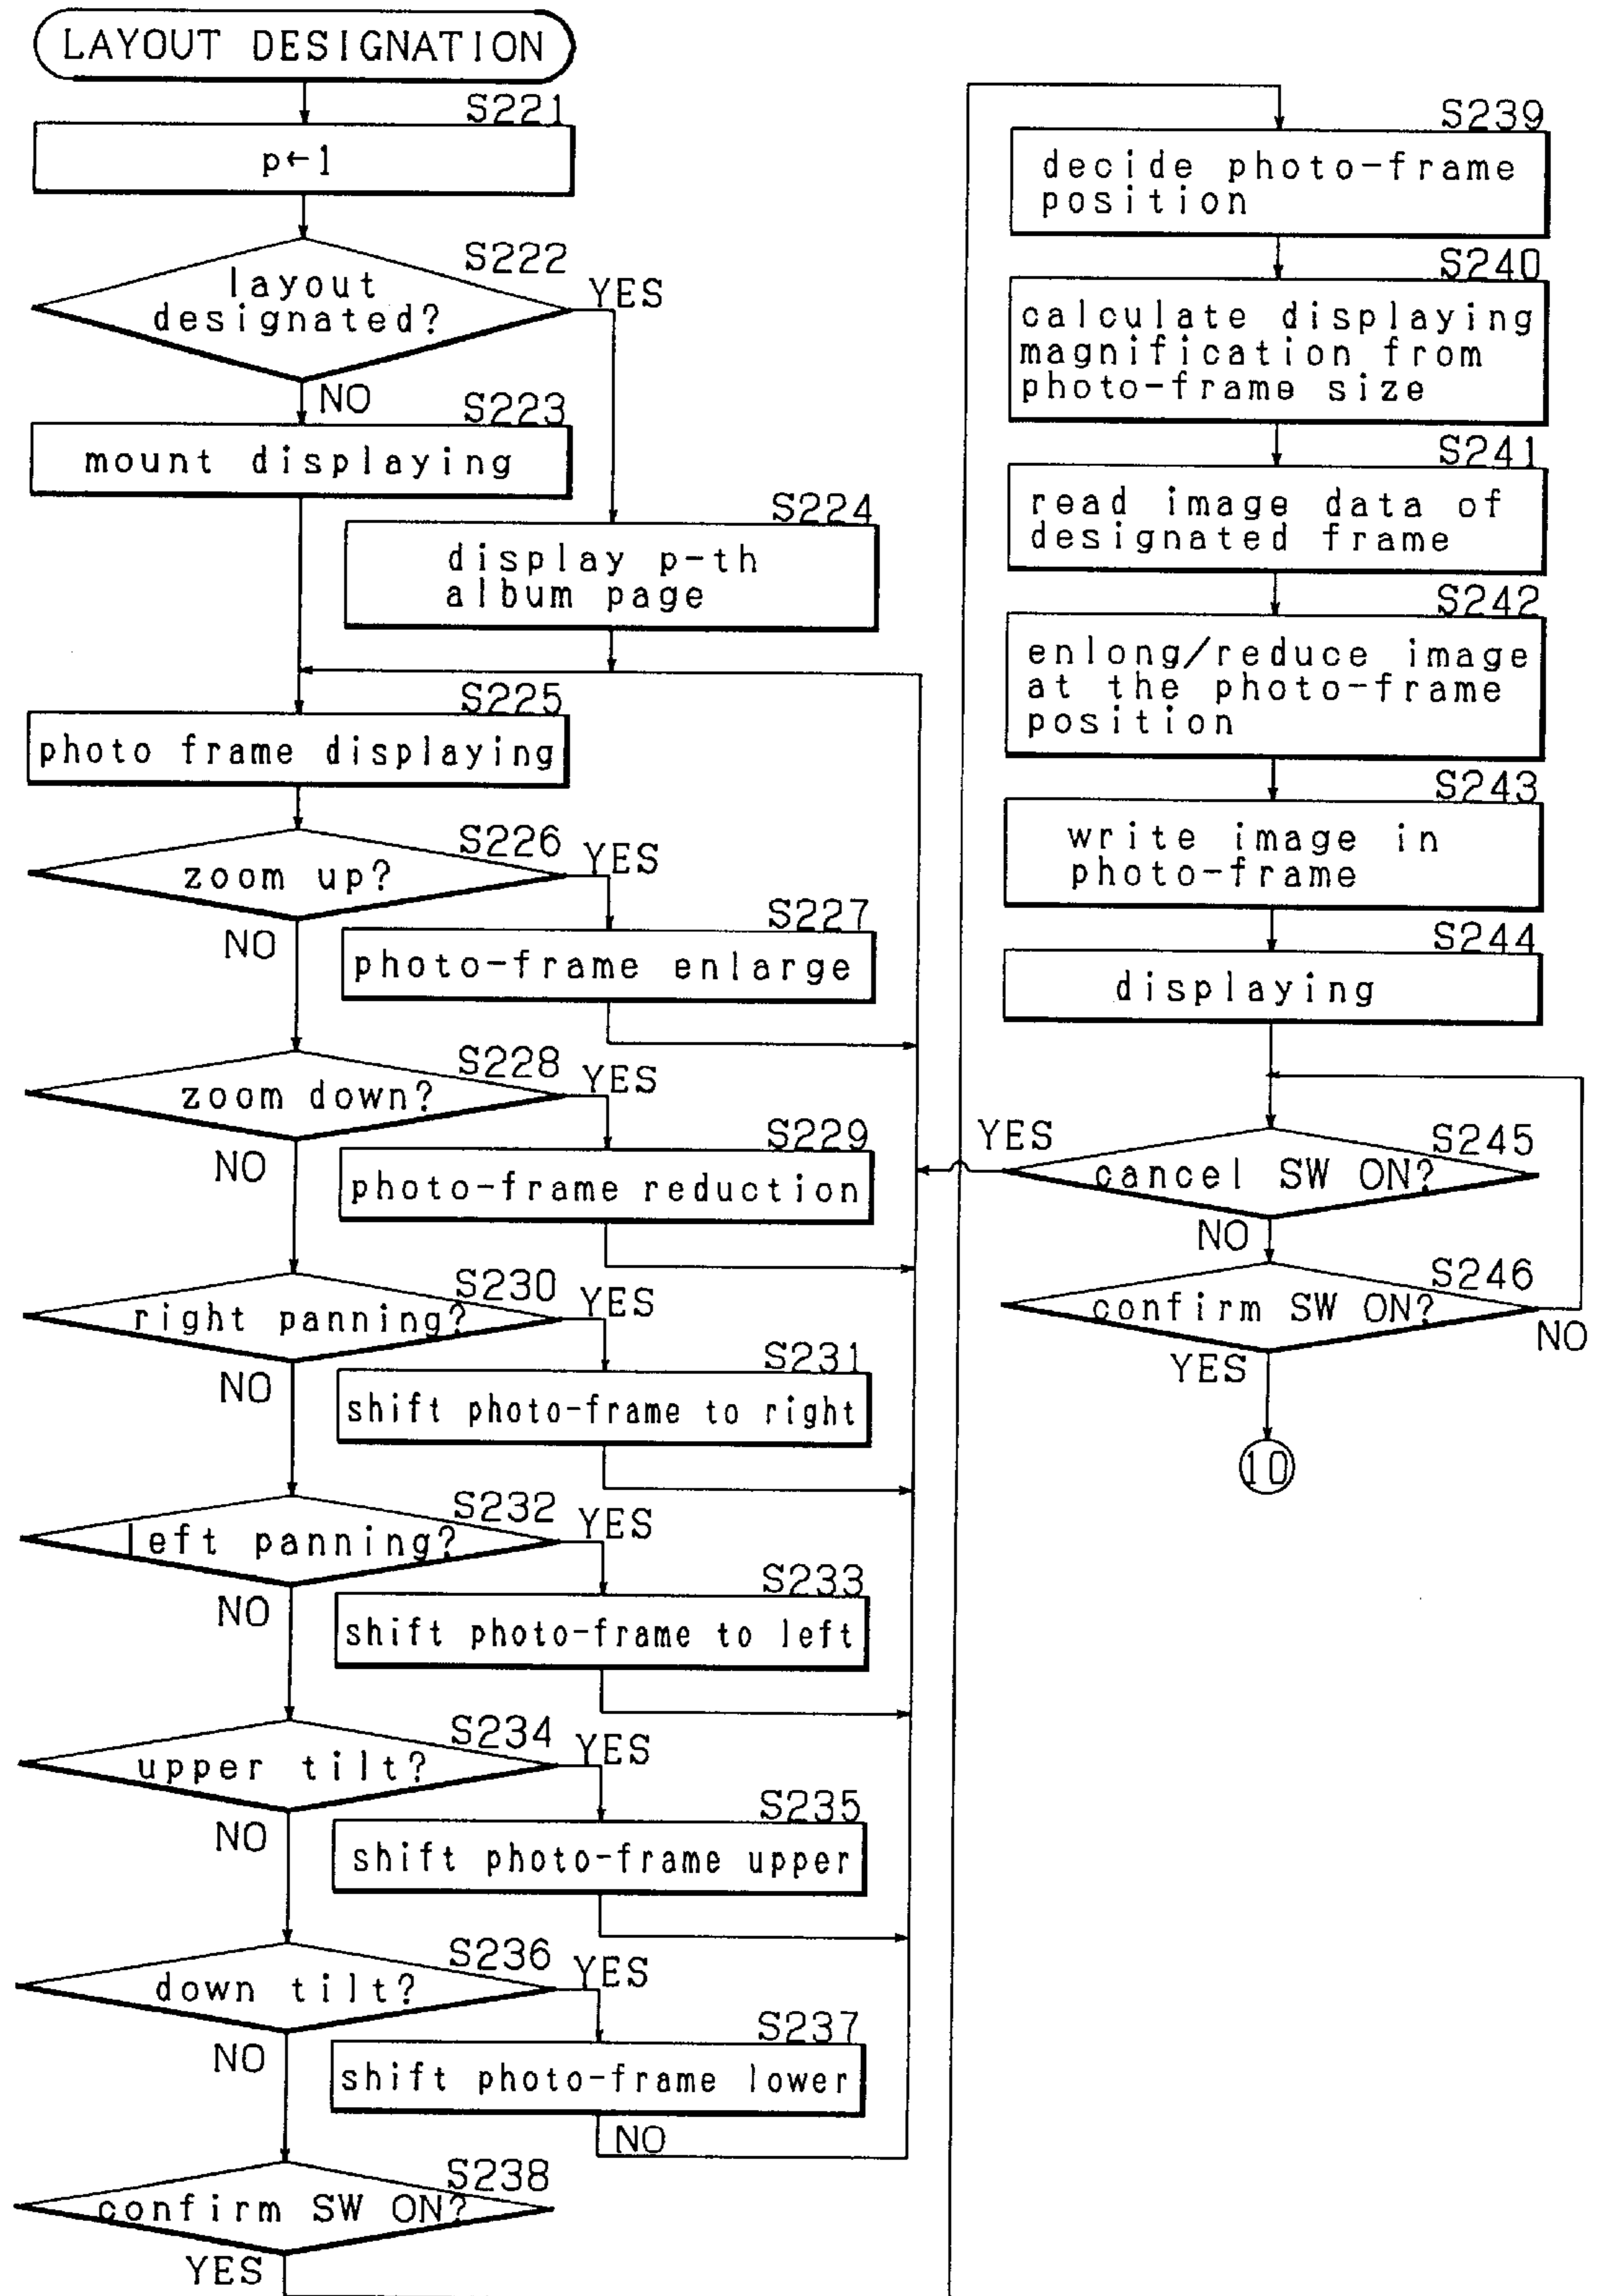 LAYOUT DESIGNATION
S221
p←1
S222
layout
designated?
YES
NO
S223
mount displaying
S224
display p-th
album page
S225
photo frame displaying
S226
zoom up?
YES
NO
S227
photo-frame enlarge
S228
zoom down?
YES
NO
S229
photo-frame reduction
S230
right panning?
YES
NO
S231
shift photo-frame to right
S232
left panning?
YES
NO
S233
shift photo-frame to left
S234
upper tilt?
YES
NO
S235
shift photo-frame upper
S236
down tilt?
YES
NO
S237
shift photo-frame lower
NO
S238
confirm SW ON?
YES
S239
decide photo-frame
position
S240
calculate displaying
magnification from
photo-frame size
S241
read image data of
designated frame
S242
enlong/reduce image
at the photo-frame
position
S243
write image in
photo-frame
S244
displaying
S245
YES
cancel SW ON?
NO
S246
confirm SW ON?
NO
YES
10